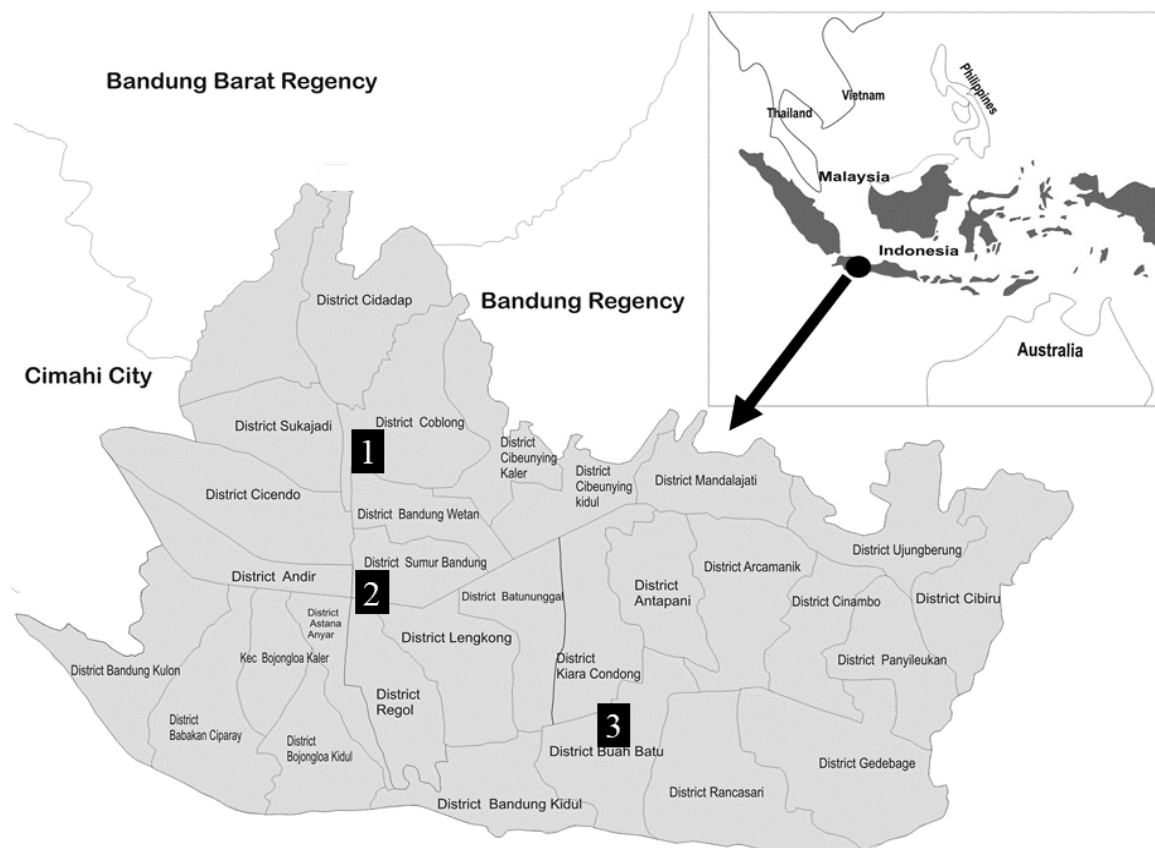 Bandung Barat Regency
Philippines
Vietnam
Thailand
Malaysia
Indonesia
Australia
District Cidadap
Bandung Regency
Cimahi City
District Sukajadi
District Coblong
1
District
Cibeunying
Kaler
District
Cibeunying
kidul
District Mandalajati
District Cicendo
District Bandung Wetan
District Ujungberung
District Sumur Bandung
District Andir
2
District Batununggal
District
Antapani
District Arcamanik
District Cinambo
District Cibiru
District
Astana
Anyar
District Lengkong
District Bandung Kulon
Kec Bojongloa Kaler
District
Kiara Condong
District Panyileukan
District
Regol
District
Babakan Ciparay
District
Bojongloa Kidul
3
District Buah Batu
District Gedebage
District Rancasari
District Bandung Kidul